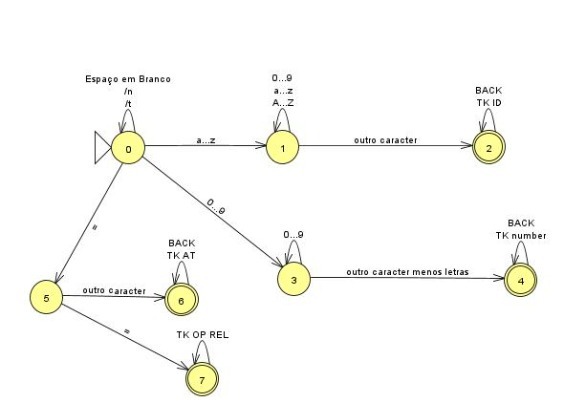 Espaço em Branco
/n
/t
0
a...z
0...9
a...z
A...Z
1
outro caracter
BACK
TK ID
2
=
0...9
0...9
3
outro caracter menos letras
BACK
TK number
4
5
outro caracter
BACK
TK AT
6
=
TK OP REL
7